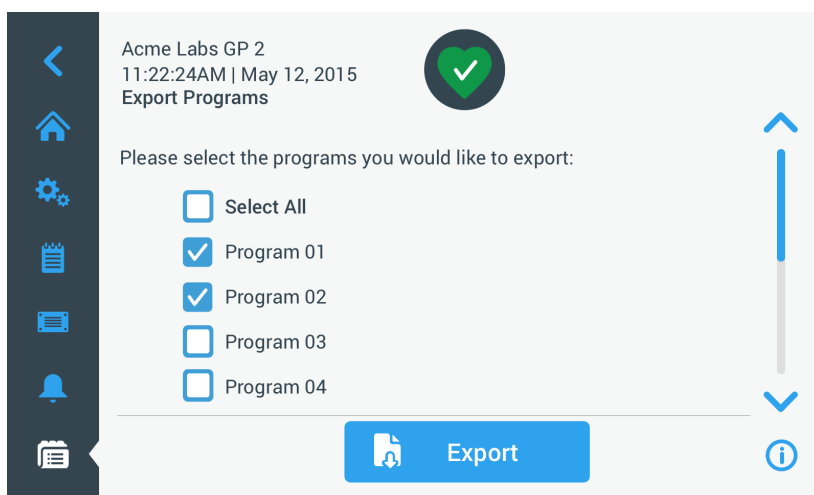 Acme Labs GP 2
11:22:24AM | May 12, 2015
Export Programs
Please select the programs you would like to export:
Select All
Program 01
Program 02
Program 03
Program 04
Export